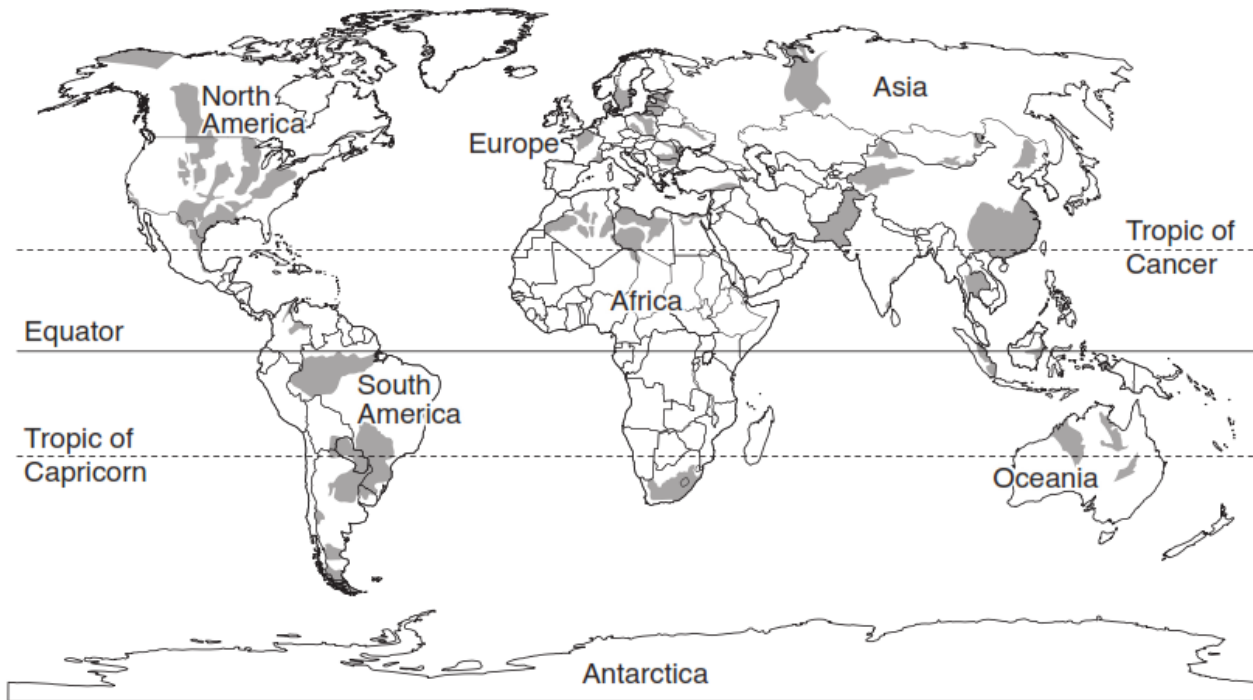 North
America
Asia
Europe
Tropic of
Cancer
Africa
Equator
South
America
Tropic of
Capricorn
Oceania
Antarctica